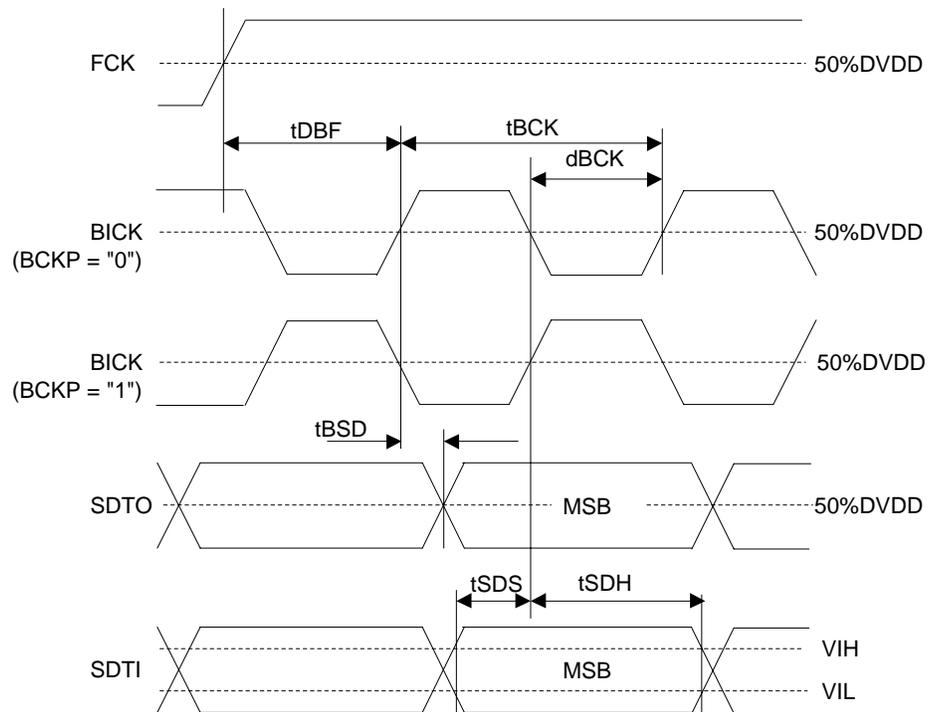 FCK
50%DVDD
tDBF
tBCK
dBCK
BICK
(BCKP = "0")
50%DVDD
BICK
(BCKP = "1")
50%DVDD
tBSD
SDTO
MSB
50%DVDD
tSDS
tSDH
SDTI
MSB
VIH
VIL